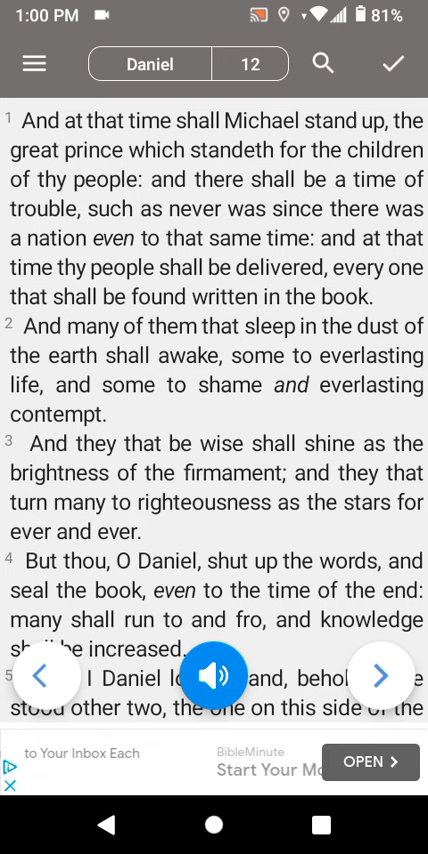 1:00 PM 81%
Daniel 12
1 And at that time shall Michael stand up, the
great prince which standeth for the children
of thy people: and there shall be a time of
trouble, such as never was since there was
a nation even to that same time: and at that
time thy people shall be delivered, every one
that shall be found written in the book.
2 And many of them that sleep in the dust of
the earth shall awake, some to everlasting
life, and some to shame and everlasting
contempt.
3 And they that be wise shall shine as the
brightness of the firmament; and they that
turn many to righteousness as the stars for
ever and ever.
4 But thou, O Daniel, shut up the words, and
seal the book, even to the time of the end:
many shall run to and fro, and knowledge
be increased.
5 I Daniel and,
stood other two, the one on this side of the
to Your Inbox Each
BibleMinute
Start Your
OPEN >